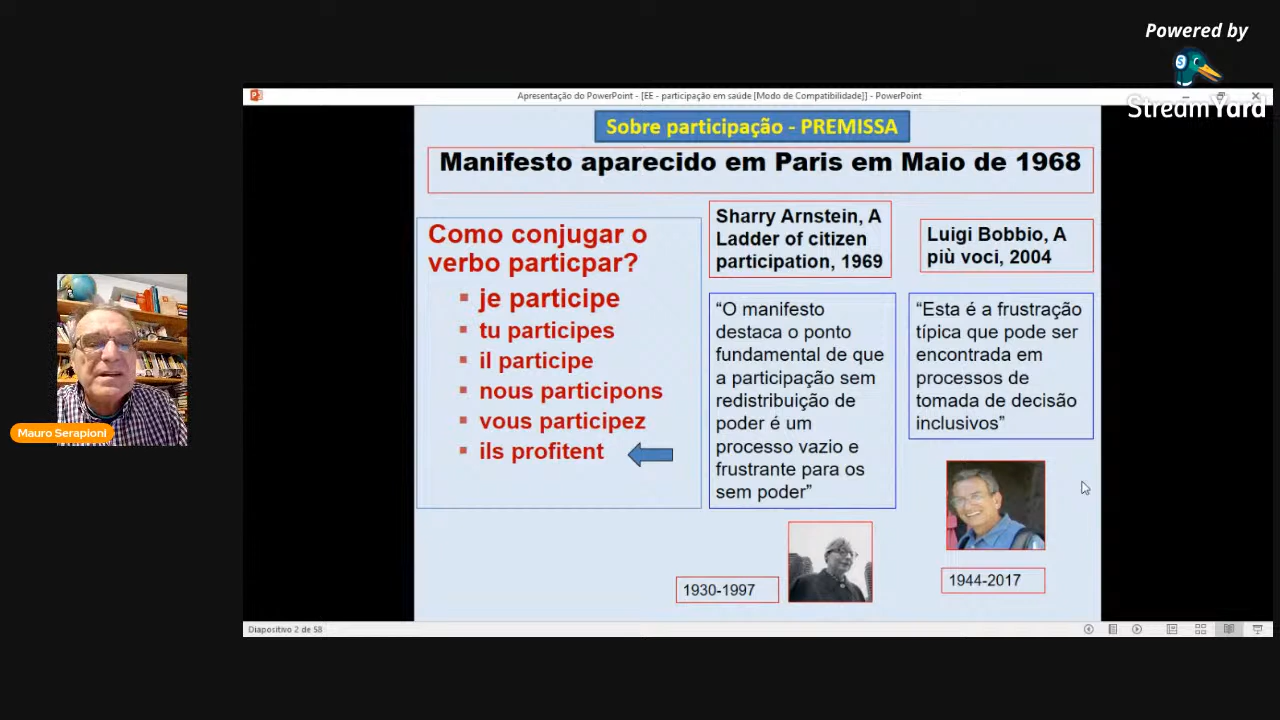 Powered by
StreamYard
Apresentação do PowerPoint - [EE - participação em saúde [Modo de Compatibilidade]] - PowerPoint
Sobre participação - PREMISSA
Manifesto aparecido em Paris em Maio de 1968
Como conjugar o
verbo particpar?
je participe
tu participes
il participe
nous participons
vous participez
ils profitent
Sharry Arnstein, A
Ladder of citizen
participation, 1969
“O manifesto
destaca o ponto
fundamental de que
a participação sem
redistribuição de
poder é um
processo vazio e
frustrante para os
sem poder”
1930-1997
Luigi Bobbio, A
più voci, 2004
“Esta é a frustração
típica que pode ser
encontrada em
processos de
tomada de decisão
inclusivos”
1944-2017
Mauro Serapioni
Diapositivo 2 de 58